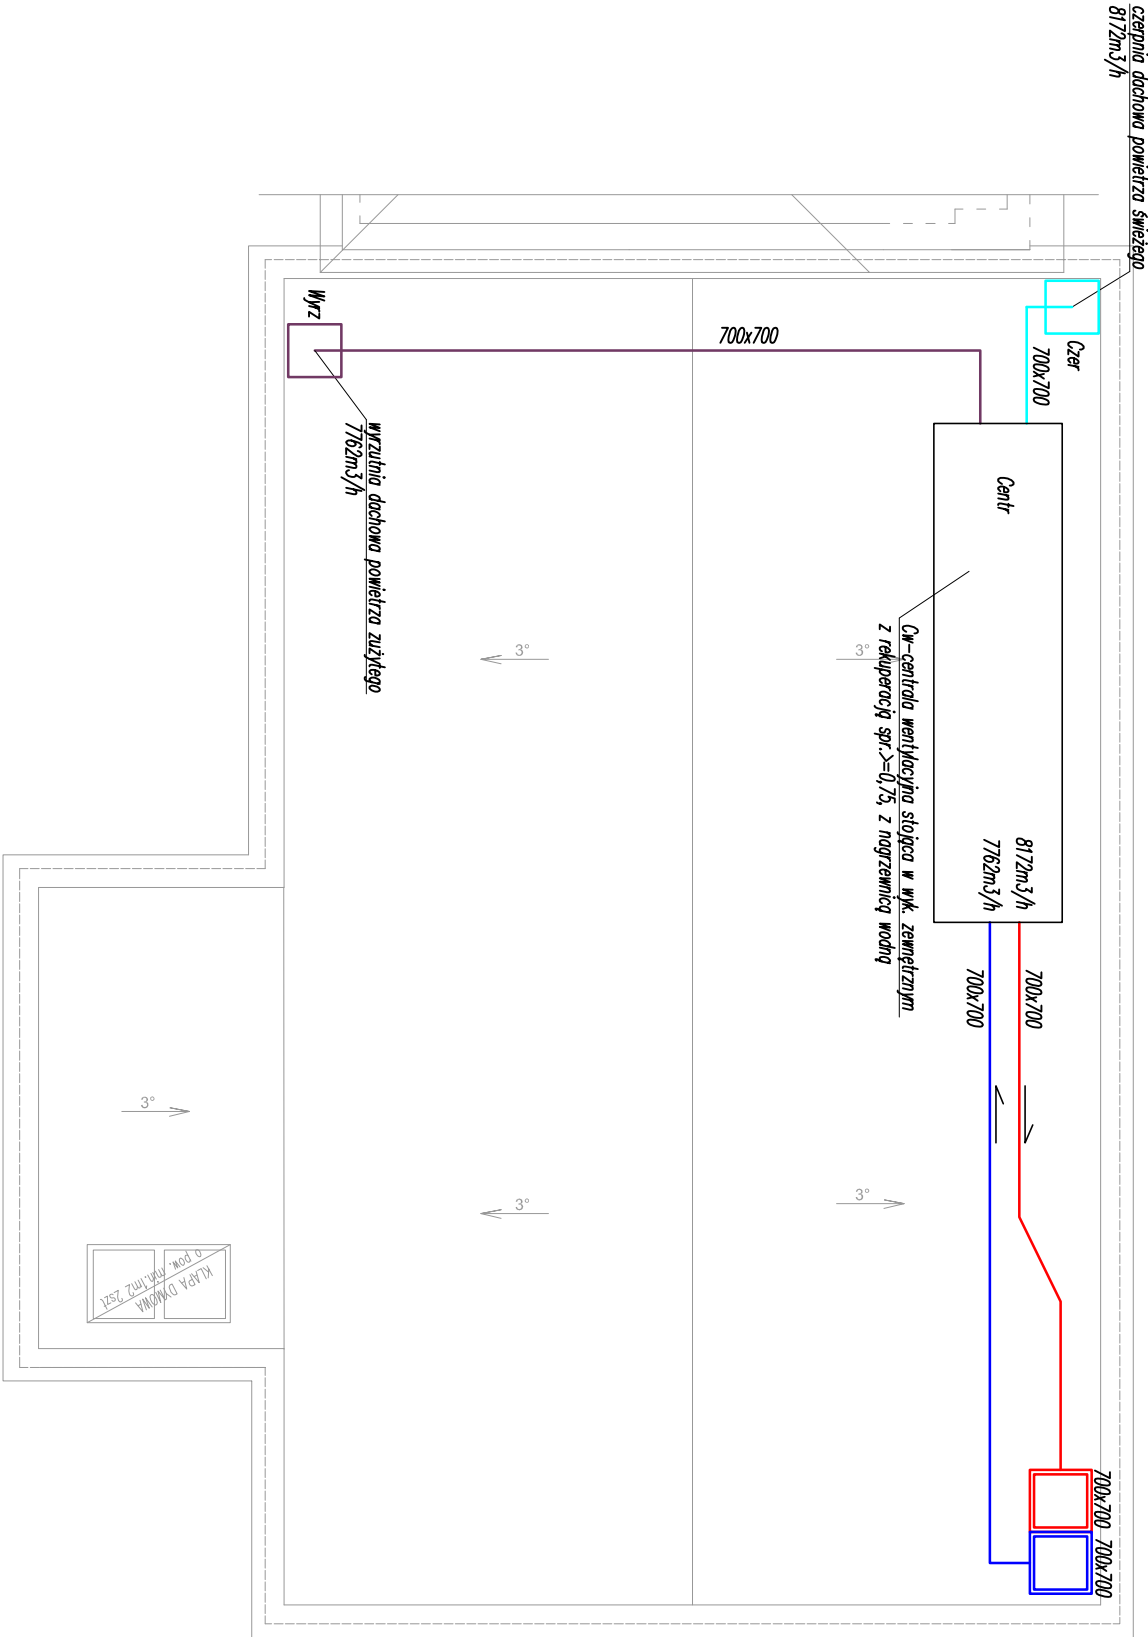 czerpnia dachowa powietrza świeżego
8172m3/h
Czer
700x700
Wyrz
700x700
wyrzutnia dachowa powietrza zużytego
7762m3/h
Centr
Cw-centrala wentylacyjna stojąca w wyk. zewnętrznym
z rekuperacją spr.>=0,75, z nagrzewnicą wodną
8172m3/h
7762m3/h
700x700
700x700
3°
3°
3°
3°
3°
KLAPA DYMOWA
o pow. min.1m2 2szt
700x700
700x700